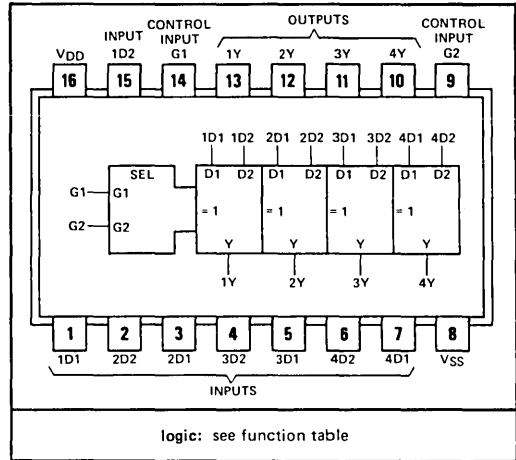 OUTPUTS
INPUT CONTROL INPUT CONTROL INPUT
VDD 1D2 G1 1Y 2Y 3Y 4Y G2
16 15 14 13 12 11 10 9
1D1 1D2 2D1 2D2 3D1 3D2 4D1 4D2
SEL D1 D2 D1 D2 D1 D2 D1 D2
G1 G1 = 1 = 1 = 1 = 1
G2 G2
Y Y Y Y
1Y 2Y 3Y 4Y
1 2 3 4 5 6 7 8
1D1 2D2 2D1 3D2 3D1 4D2 4D1 VSS
INPUTS
logic: see function table